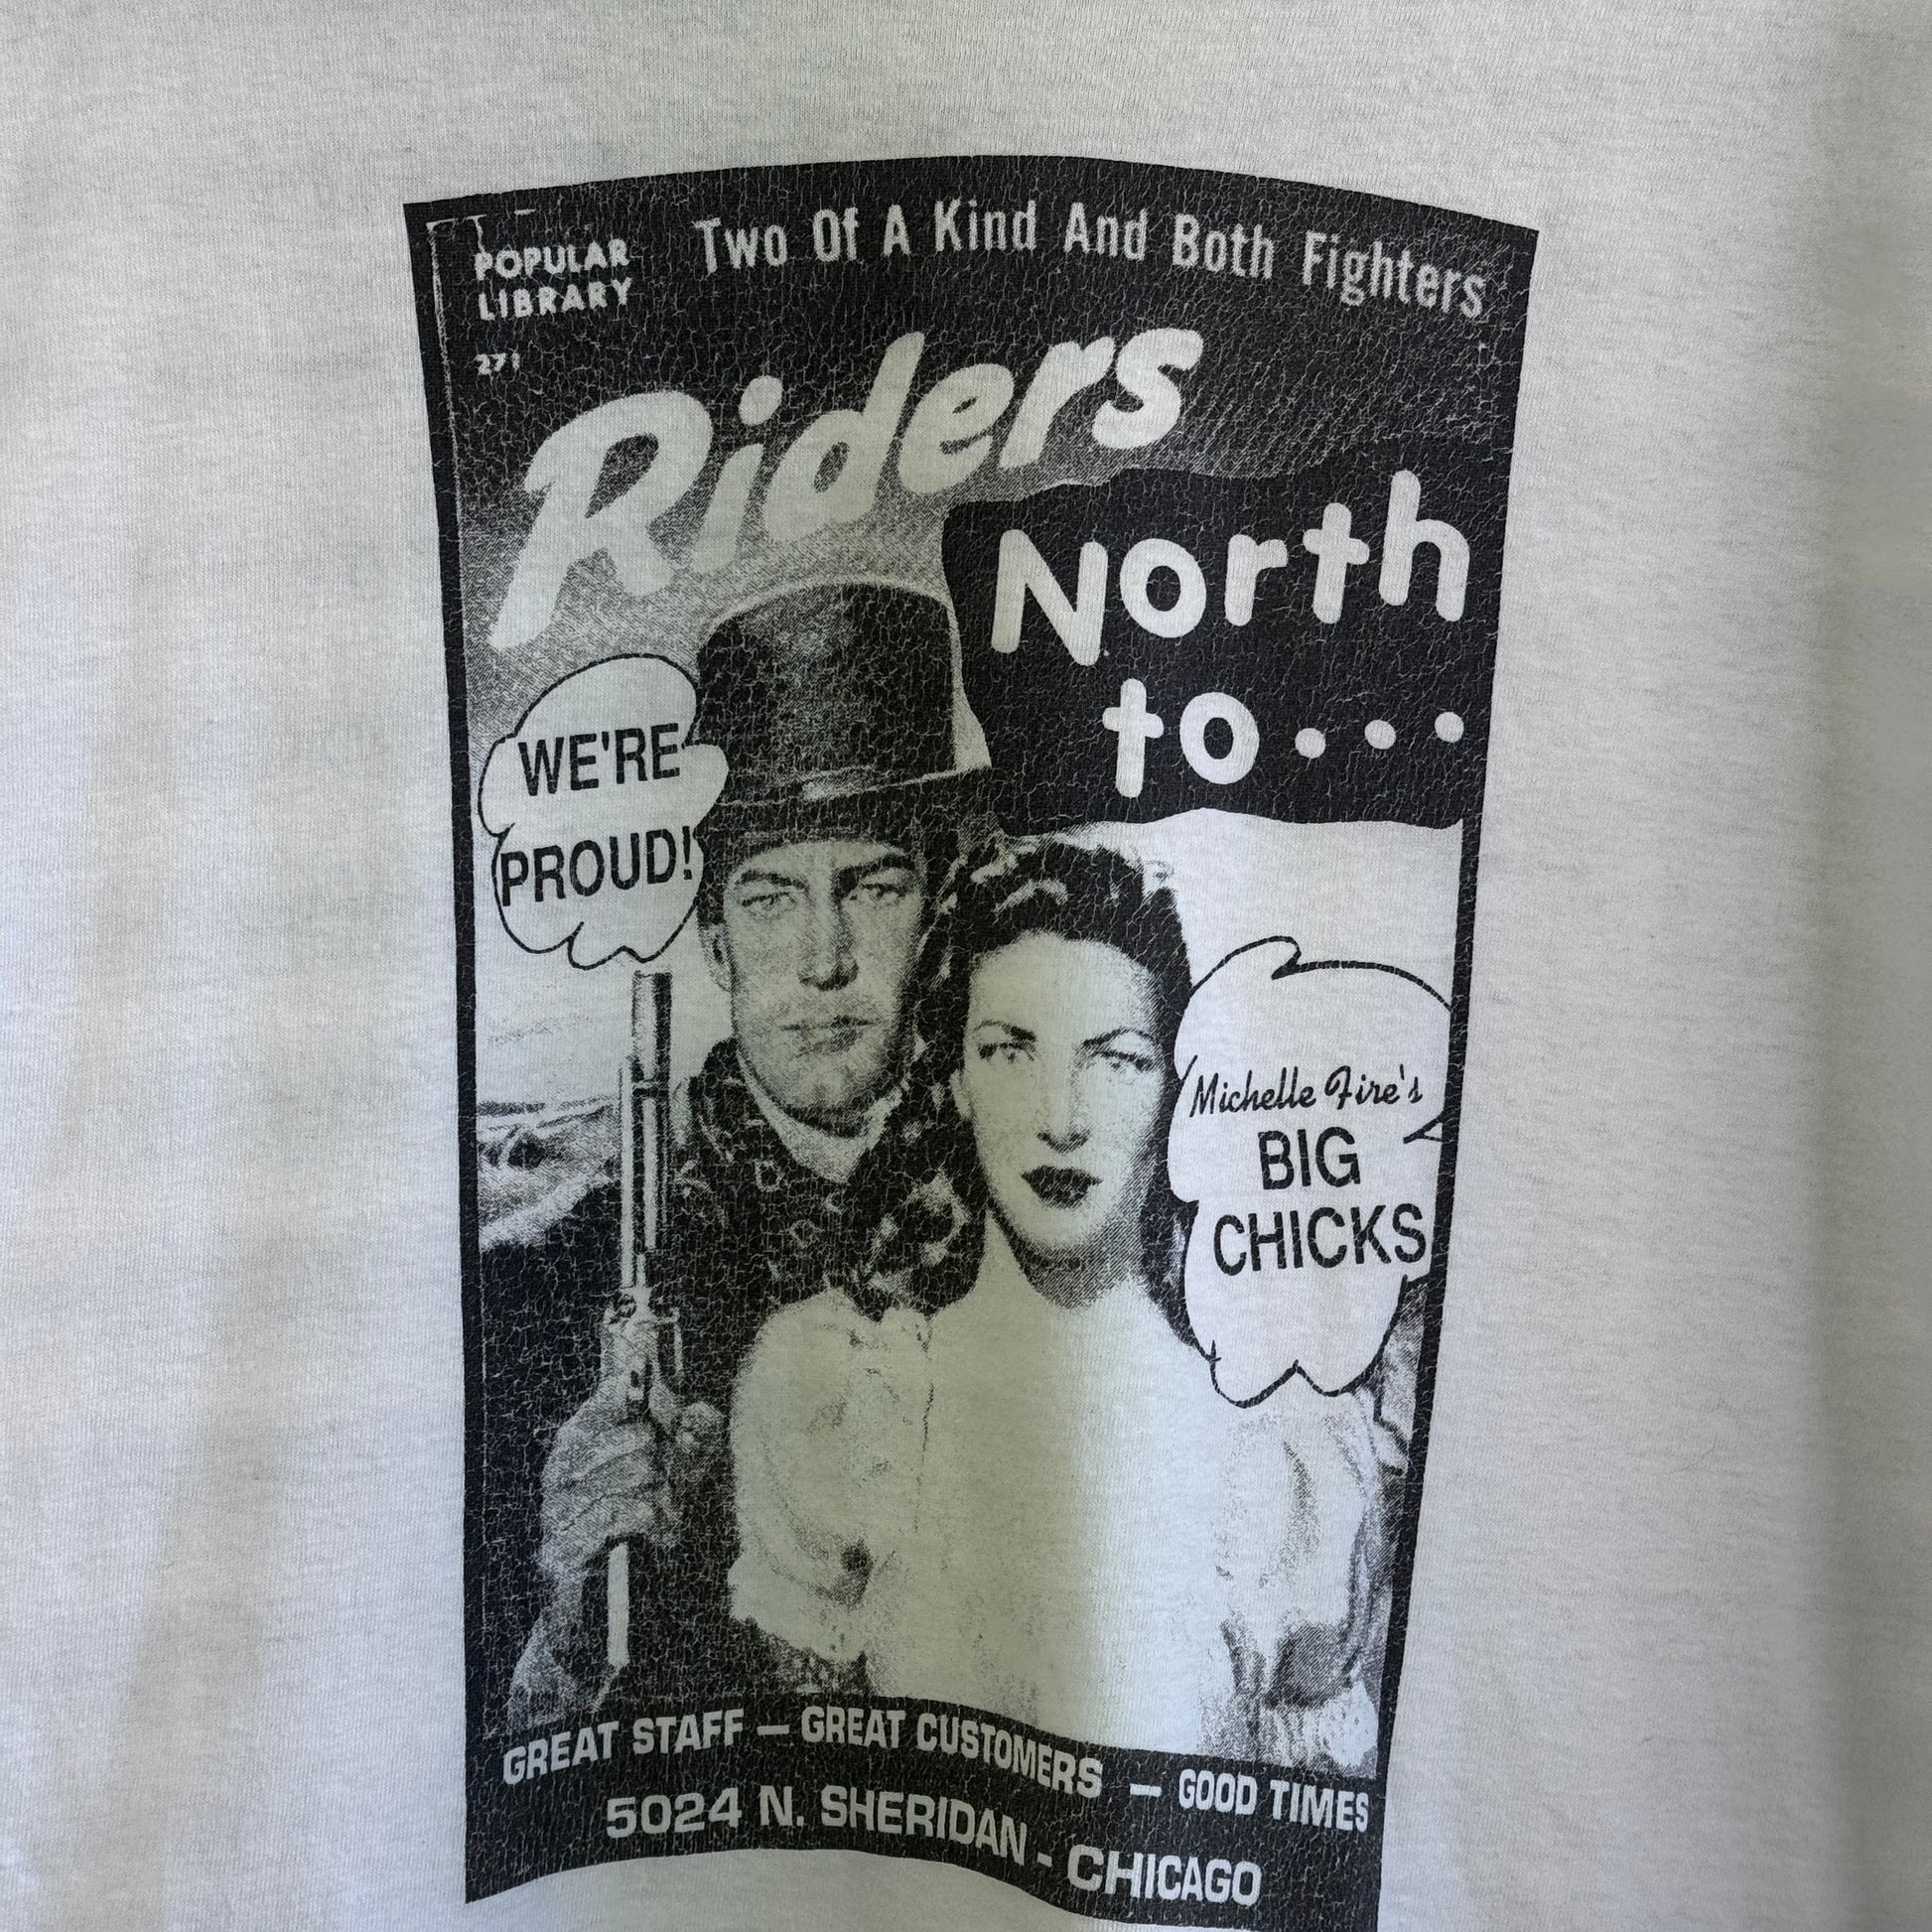 POPULAR
LIBRARY
271
Two Of A Kind And Both Fighters
Riders
North
to...
WE'RE
PROUD!
Michelle Fire's
BIG
CHICKS
GREAT STAFF — GREAT CUSTOMERS — GOOD TIMES
5024 N. SHERIDAN - CHICAGO